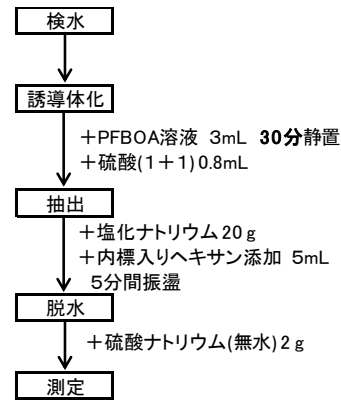 検水
誘導体化
＋PFBOA溶液 3mL 30分静置
＋硫酸(1＋1)0.8mL
抽出
＋塩化ナトリウム20g
＋内標入りヘキサン添加 5mL
5分間振盪
脱水
＋硫酸ナトリウム(無水)2g
測定